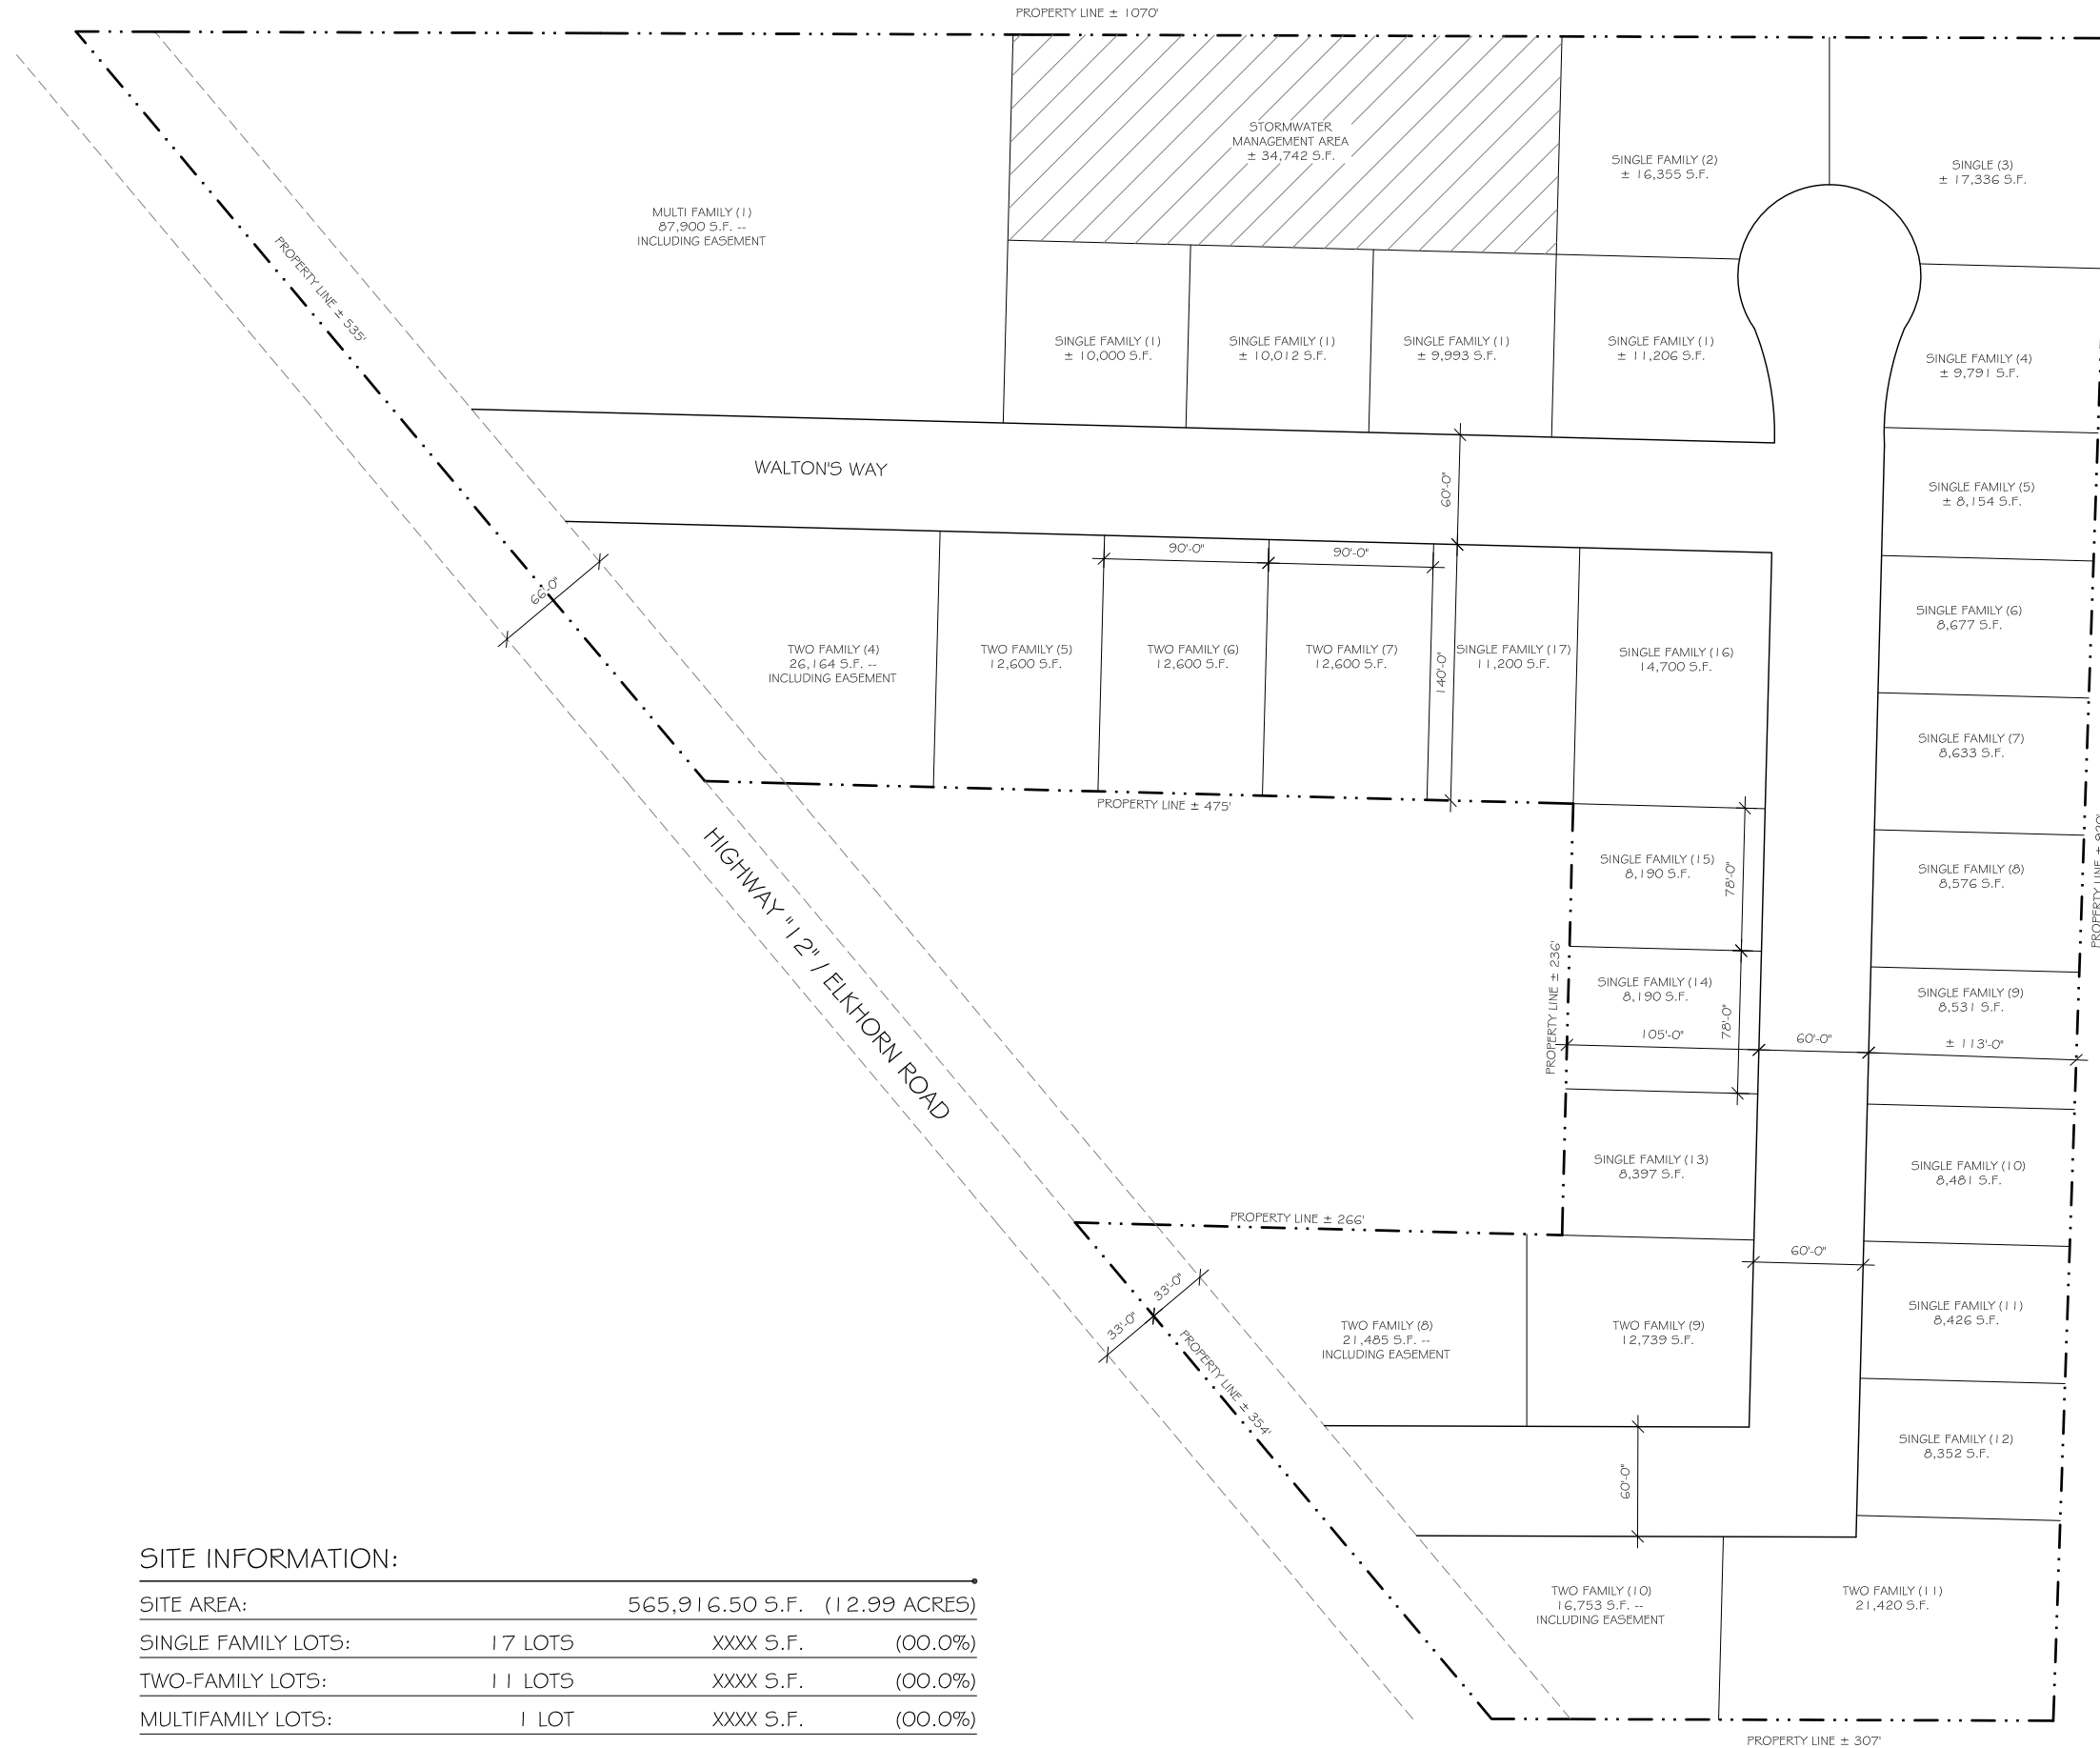 PROPERTY LINE ± 1070'
STORMWATER
MANAGEMENT AREA
± 34,742 S.F.
SINGLE FAMILY (2)
± 16,355 S.F.
SINGLE (3)
± 17,336 S.F.
MULTI FAMILY (1)
87,900 S.F. --
INCLUDING EASEMENT
PROPERTY LINE ± 535'
SINGLE FAMILY (1)
± 10,000 S.F.
SINGLE FAMILY (1)
± 10,012 S.F.
SINGLE FAMILY (1)
± 9,993 S.F.
SINGLE FAMILY (1)
± 11,206 S.F.
SINGLE FAMILY (4)
± 9,791 S.F.
WALTON'S WAY
60'-0"
SINGLE FAMILY (5)
± 8,154 S.F.
90'-0"
90'-0"
66'-0"
SINGLE FAMILY (6)
8,677 S.F.
TWO FAMILY (4)
26,164 S.F. --
INCLUDING EASEMENT
TWO FAMILY (5)
12,600 S.F.
TWO FAMILY (6)
12,600 S.F.
TWO FAMILY (7)
12,600 S.F.
140'-0"
SINGLE FAMILY (17)
11,200 S.F.
SINGLE FAMILY (16)
14,700 S.F.
SINGLE FAMILY (7)
8,633 S.F.
PROPERTY LINE ± 475'
HIGHWAY "12" / ELKHORN ROAD
SINGLE FAMILY (15)
8,190 S.F.
78'-0"
SINGLE FAMILY (8)
8,576 S.F.
PROPERTY LINE ± 920'
PROPERTY LINE ± 236'
SINGLE FAMILY (14)
8,190 S.F.
78'-0"
105'-0"
60'-0"
SINGLE FAMILY (9)
8,531 S.F.
± 113'-0"
SINGLE FAMILY (13)
8,397 S.F.
SINGLE FAMILY (10)
8,481 S.F.
PROPERTY LINE ± 266'
60'-0"
33'-0"
33'-0"
PROPERTY LINE ± 354'
TWO FAMILY (8)
21,485 S.F. --
INCLUDING EASEMENT
TWO FAMILY (9)
12,739 S.F.
SINGLE FAMILY (11)
8,426 S.F.
SINGLE FAMILY (12)
8,352 S.F.
60'-0"
TWO FAMILY (10)
16,753 S.F. --
INCLUDING EASEMENT
TWO FAMILY (11)
21,420 S.F.
PROPERTY LINE ± 307'
SITE INFORMATION:
SITE AREA: 565,916.50 S.F. (12.99 ACRES)
SINGLE FAMILY LOTS: 17 LOTS XXXX S.F. (00.0%)
TWO-FAMILY LOTS: 11 LOTS XXXX S.F. (00.0%)
MULTIFAMILY LOTS: 1 LOT XXXX S.F. (00.0%)